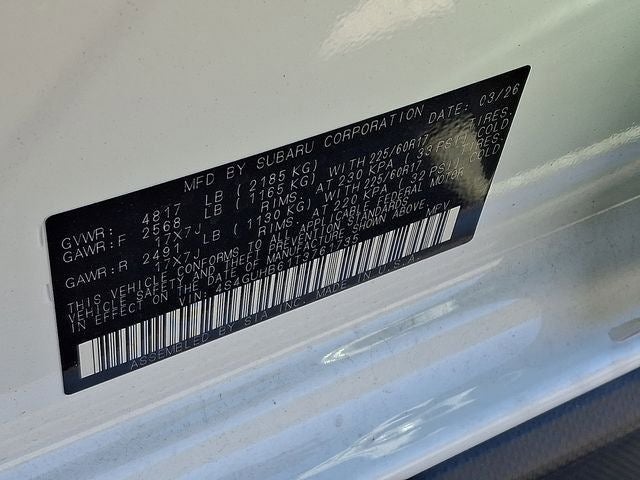 MFD BY SUBARU CORPORATION DATE: 03/26
GVWR: 4817 LB (2185 KG)
GAWR: F 2568 LB (1165 KG) WITH 225/60R17 TIRES.
17X7J RIMS. AT 230 KPA (33 PSI) COLD
GAWR: R 2491 LB (1130 KG) WITH 225/60R17 TIRES.
17X7J RIMS. AT 220 KPA (32 PSI) COLD
THIS VEHICLE CONFORMS TO ALL APPLICABLE FEDERAL MOTOR
VEHICLE SAFETY AND THEFT PREVENTION STANDARDS
IN EFFECT ON THE DATE OF MANUFACTURE SHOWN ABOVE.
VIN: MPV
ASSEMBLED BY SIA INC. MADE IN U.S.A.